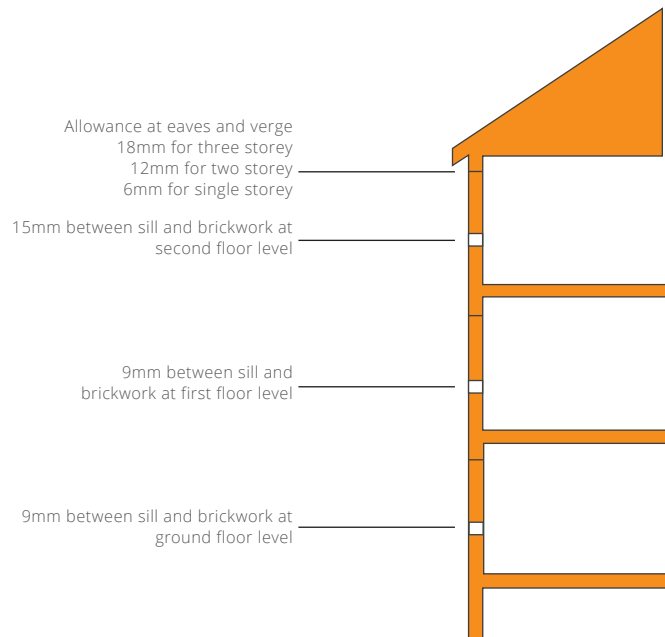 Allowance at eaves and verge
18mm for three storey
12mm for two storey
6mm for single storey
15mm between sill and brickwork at
second floor level
9mm between sill and
brickwork at first floor level
9mm between sill and brickwork at
ground floor level